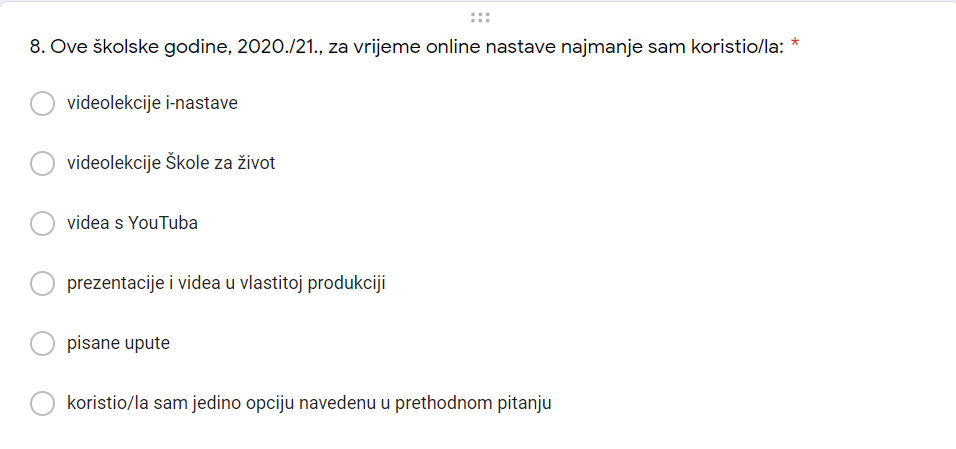 8. Ove školske godine, 2020./21., za vrijeme online nastave najmanje sam koristio/la: *
videolekcije i-nastave
videolekcije Škole za život
videa s YouTuba
prezentacije i videa u vlastitoj produkciji
pisane upute
koristio/la sam jedino opciju navedenu u prethodnom pitanju